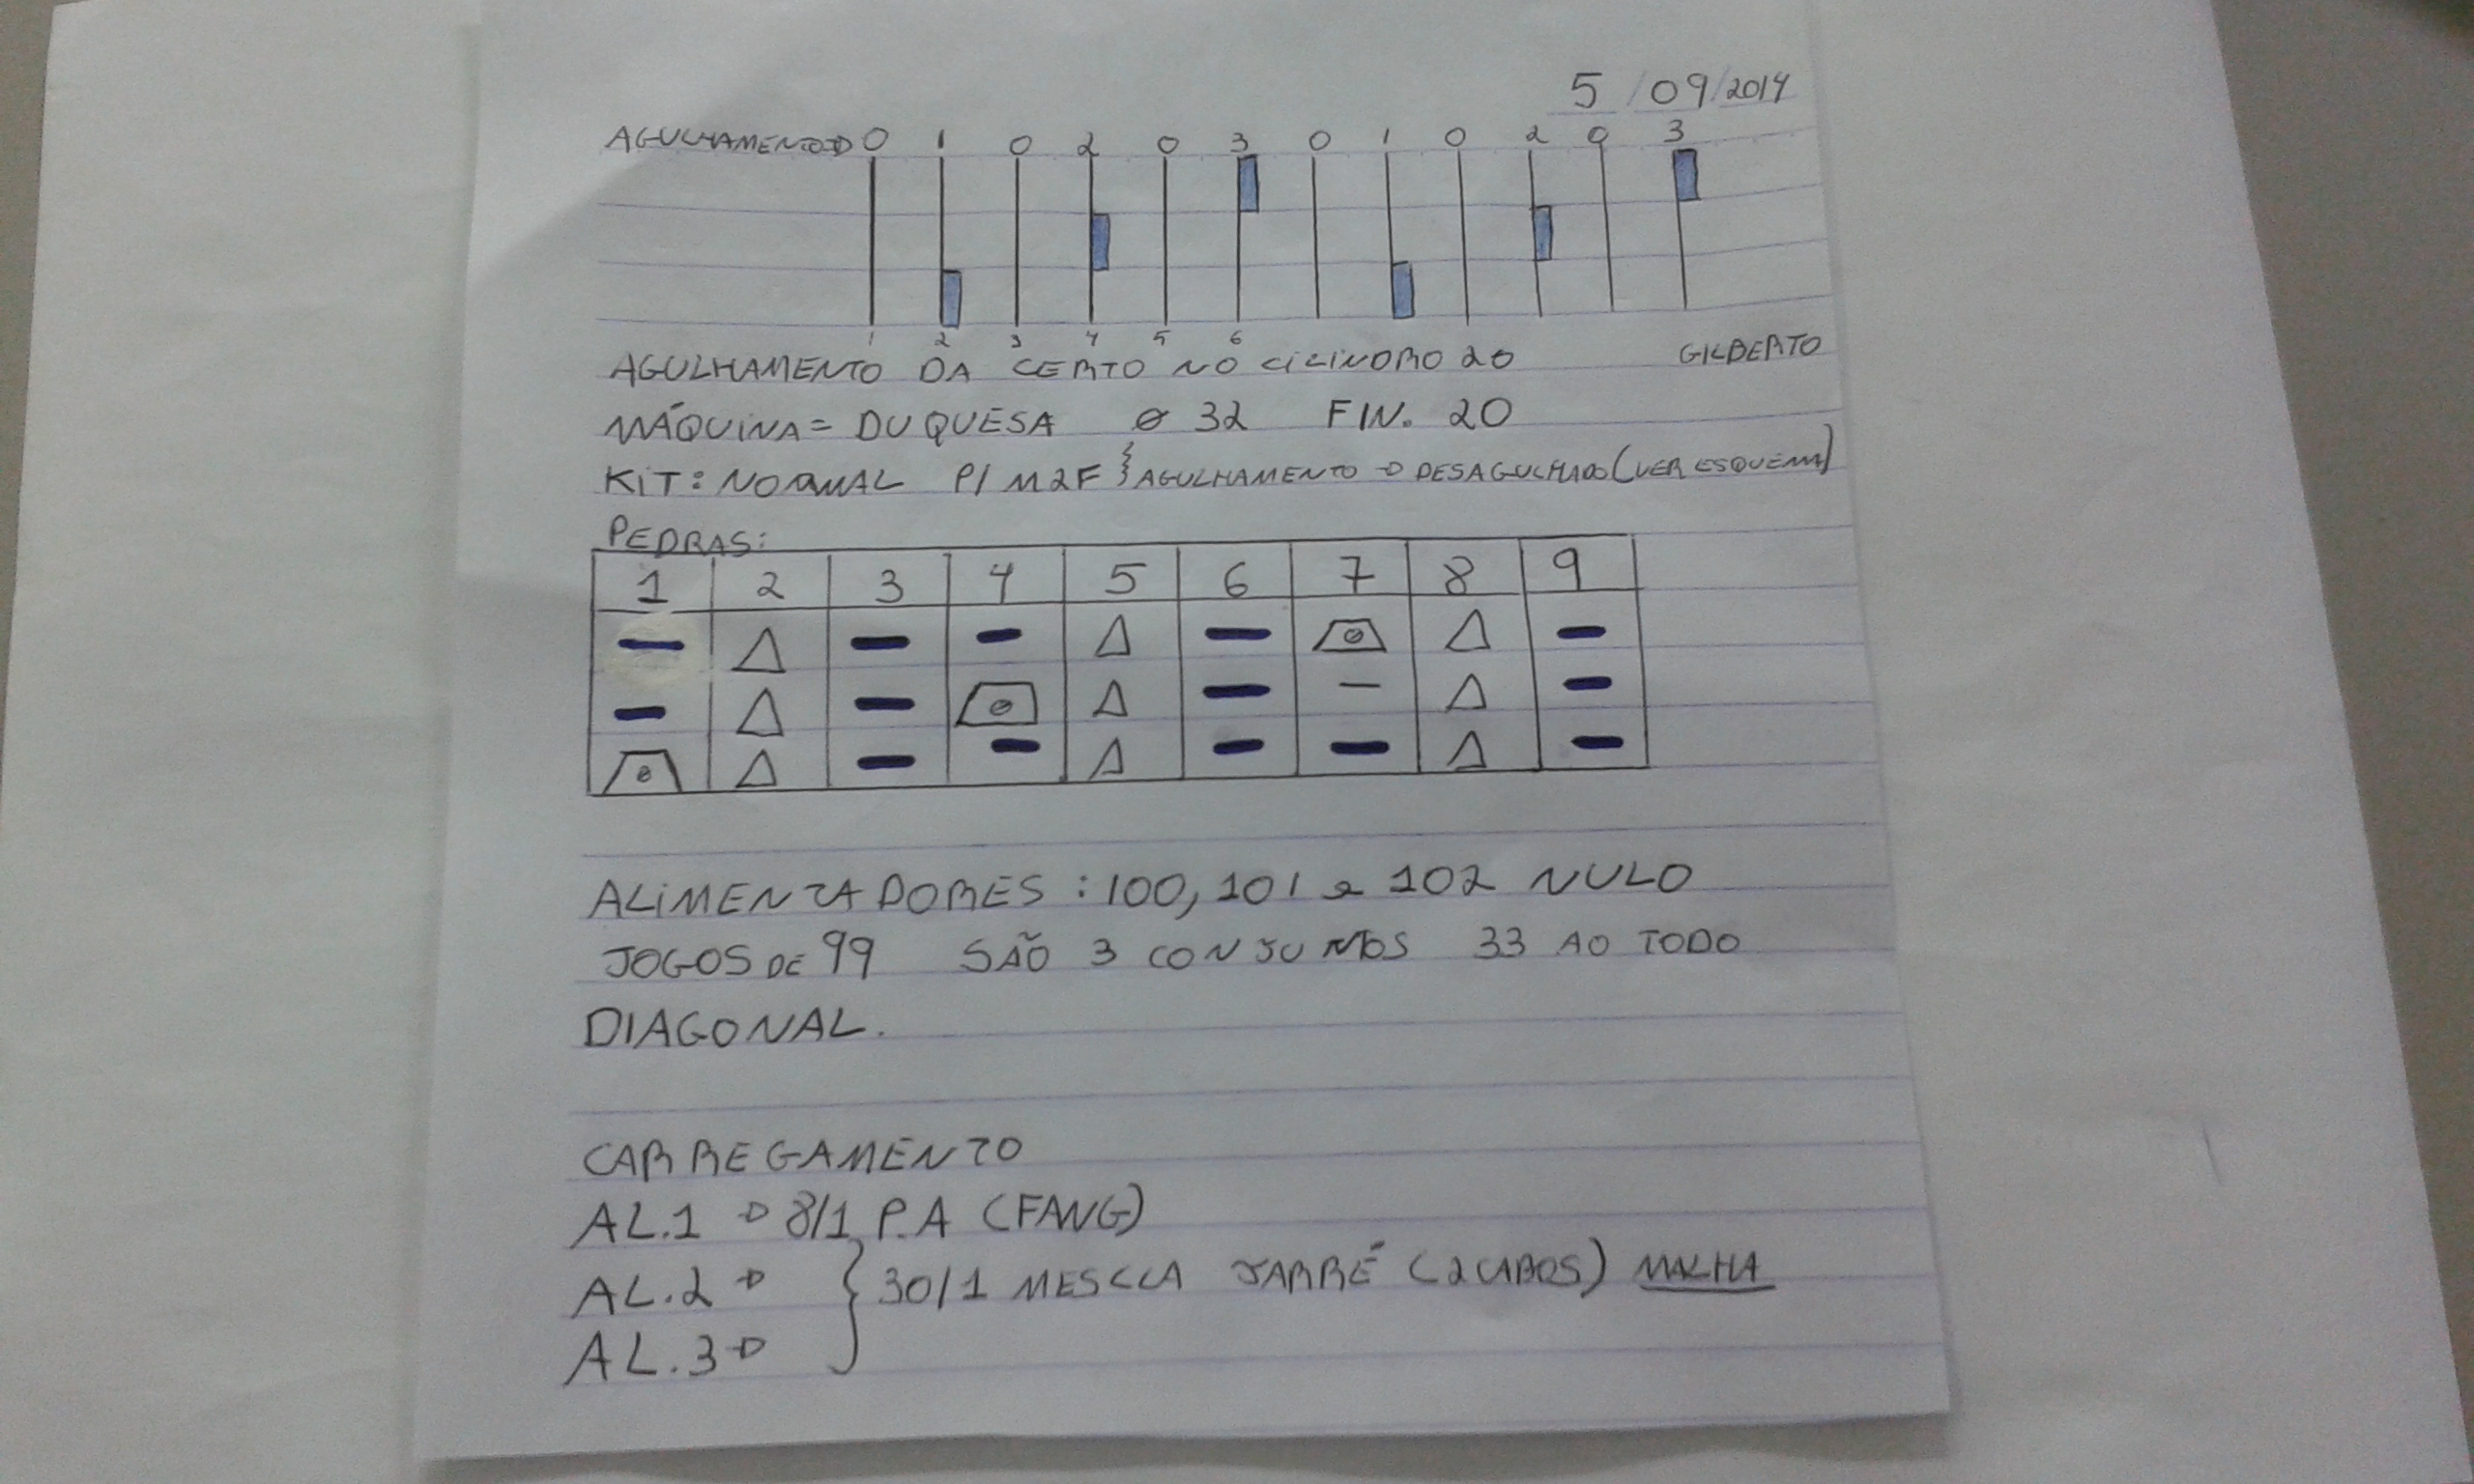 5/09/2014
AGULHAMENTO 0 1 0 2 0 3 0 1 0 2 0 3
1 2 3 4 5 6
AGULHAMENTO DA CERTO NO CILINDRO 20 GILBERTO
MÁQUINA = DUQUESA Ø 32 FIN. 20
KIT: NORMAL P/ M2F } AGULHAMENTO → DESAGULHADO (VER ESQUEMA)
PEDRAS:
1 2 3 4 5 6 7 8 9
ALIMENTADORES : 100, 101 e 102 NULO
JOGOS DE 99 SÃO 3 CONJUNTOS 33 AO TODO
DIAGONAL.
CARREGAMENTO
AL.1 → 8/1 P.A (FANG)
AL.2 → } 30/1 MESCLA JARRÉ (2 CABOS) MALHA
AL.3 →